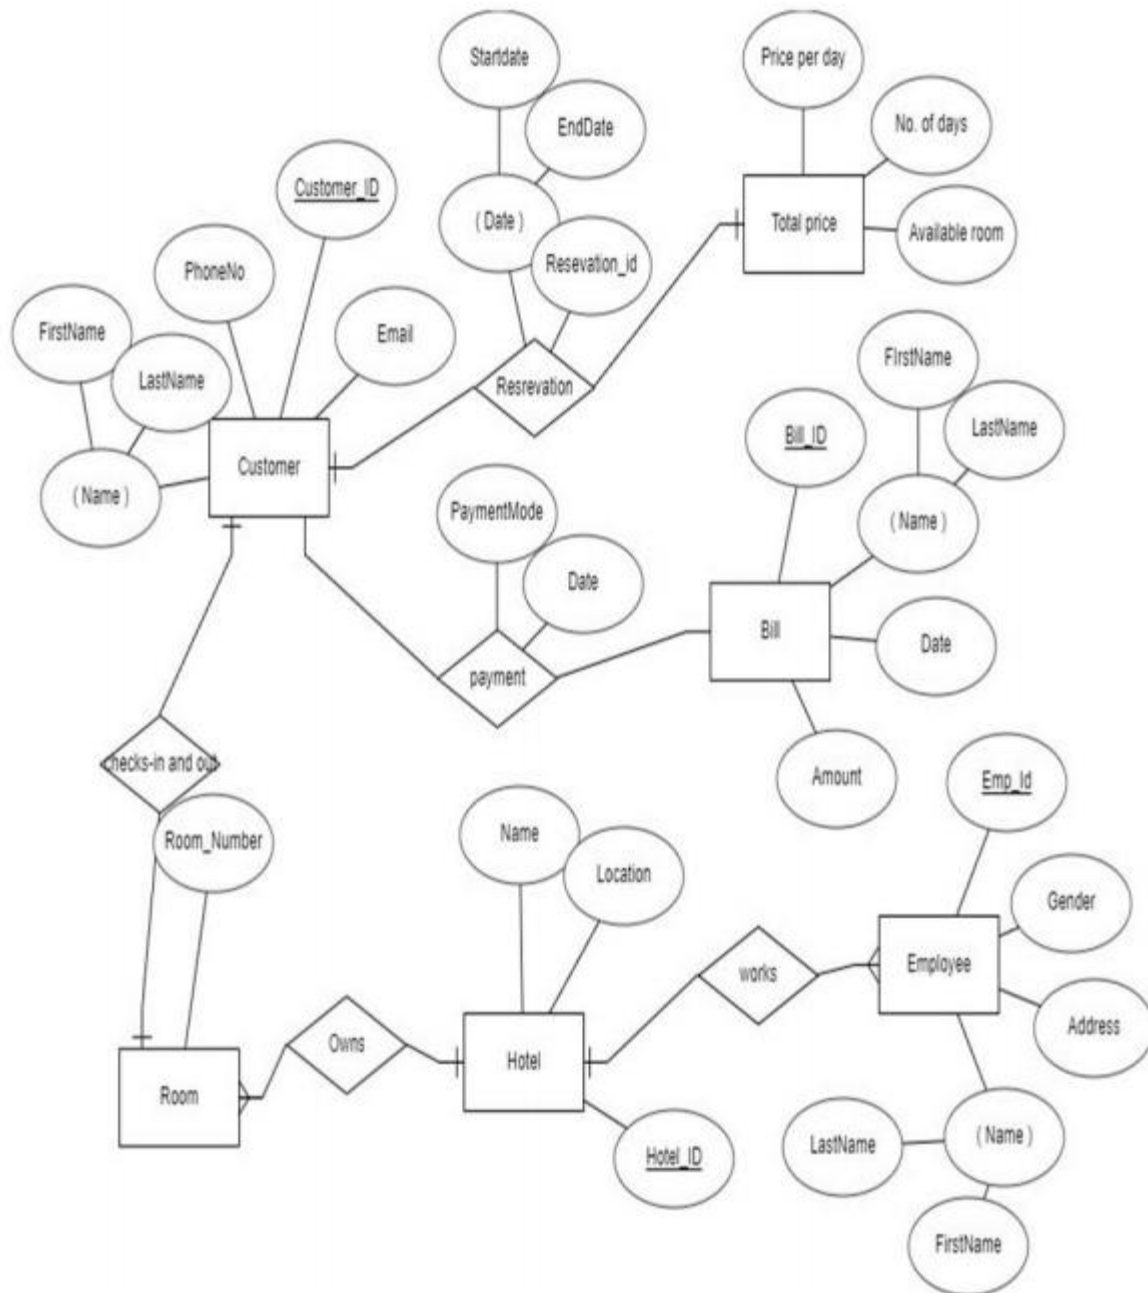 Startdate
Price per day
EndDate
No. of days
Customer_ID
( Date )
Total price
Available room
PhoneNo
Resevation_id
FirstName
Email
LastName
Resrevation
FIrstName
LastName
Bill_ID
Customer
( Name )
PaymentMode
( Name )
Date
Bill
Date
payment
Amount
checks-in and out
Emp_Id
Room_Number
Name
Location
Gender
Employee
works
Address
Owns
Hotel
Room
LastName
( Name )
Hotel_ID
FirstName